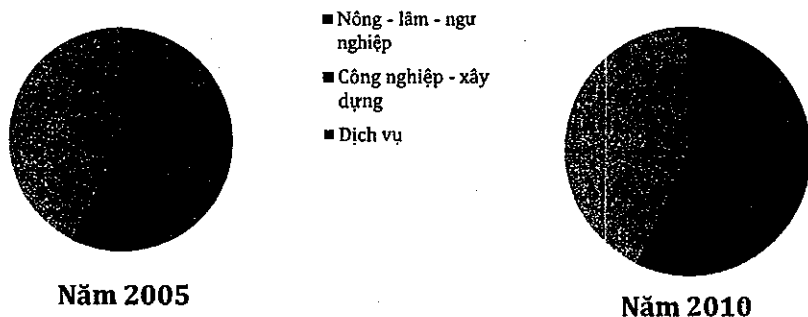 Nông - lâm - ngư
nghiệp
Công nghiệp - xây
dựng
Dịch vụ
Năm 2005
Năm 2010